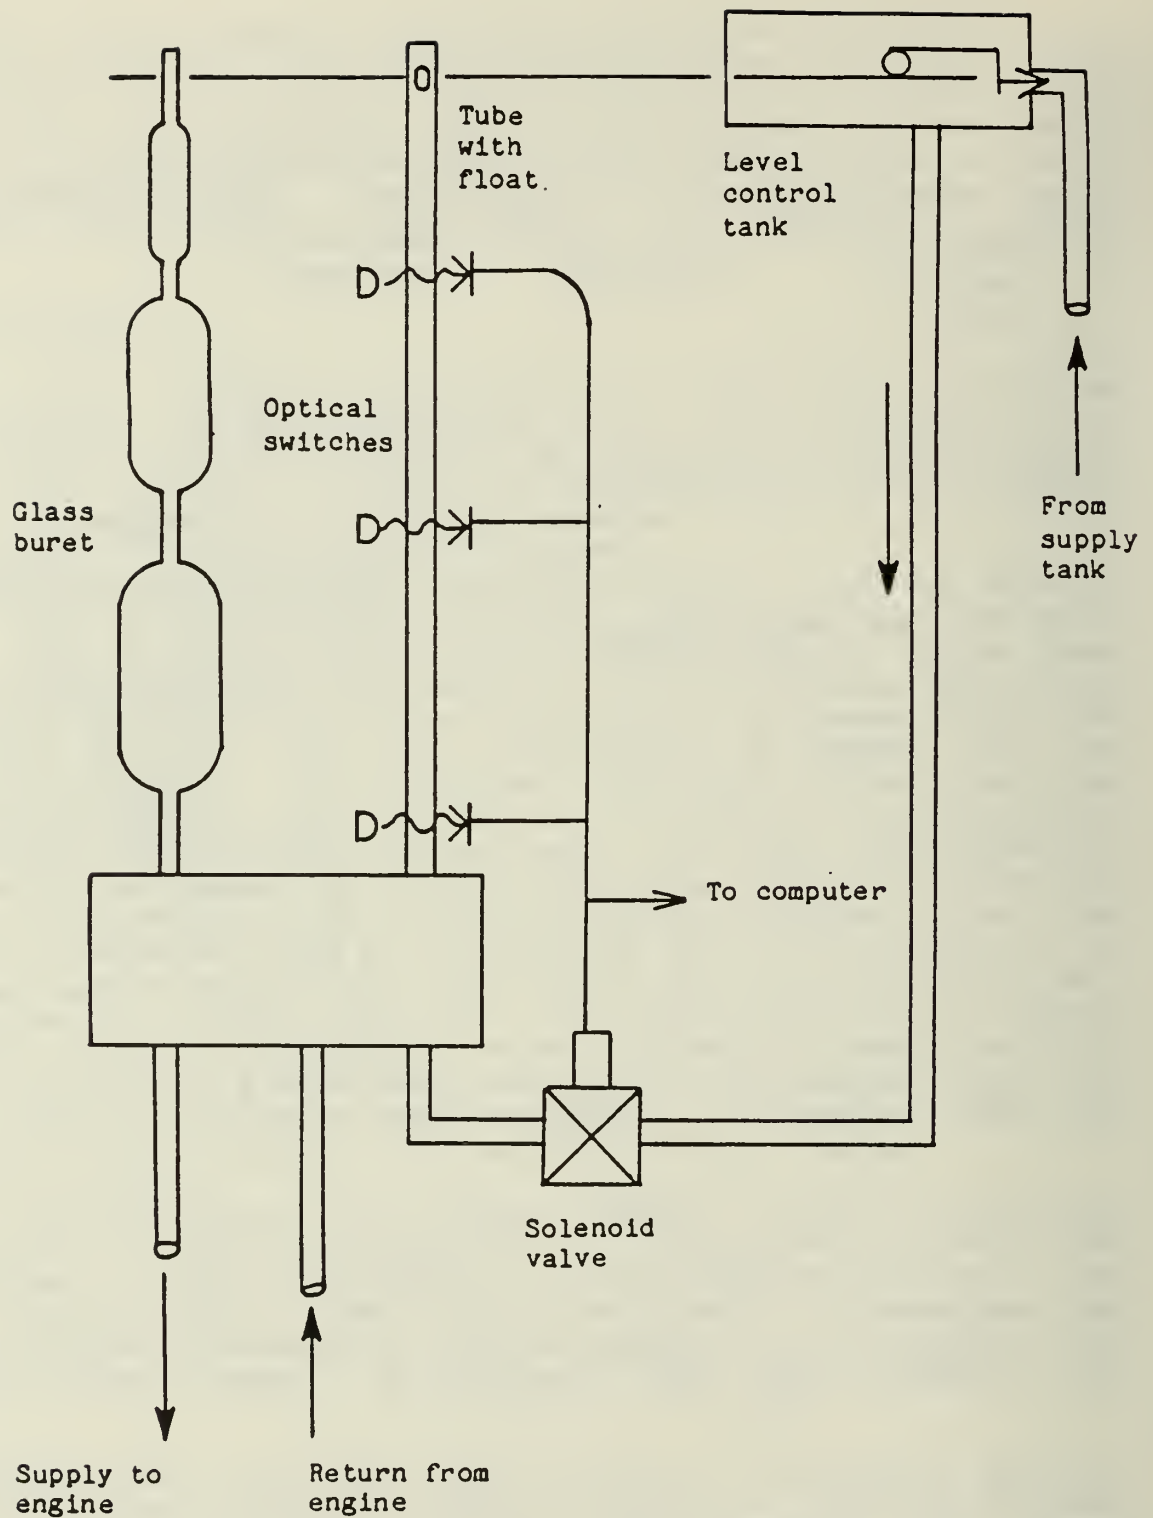 Tube
with
float.
Level
control
tank
Optical
switches
Glass
buret
From
supply
tank
To computer
Solenoid
valve
Supply to
engine
Return from
engine